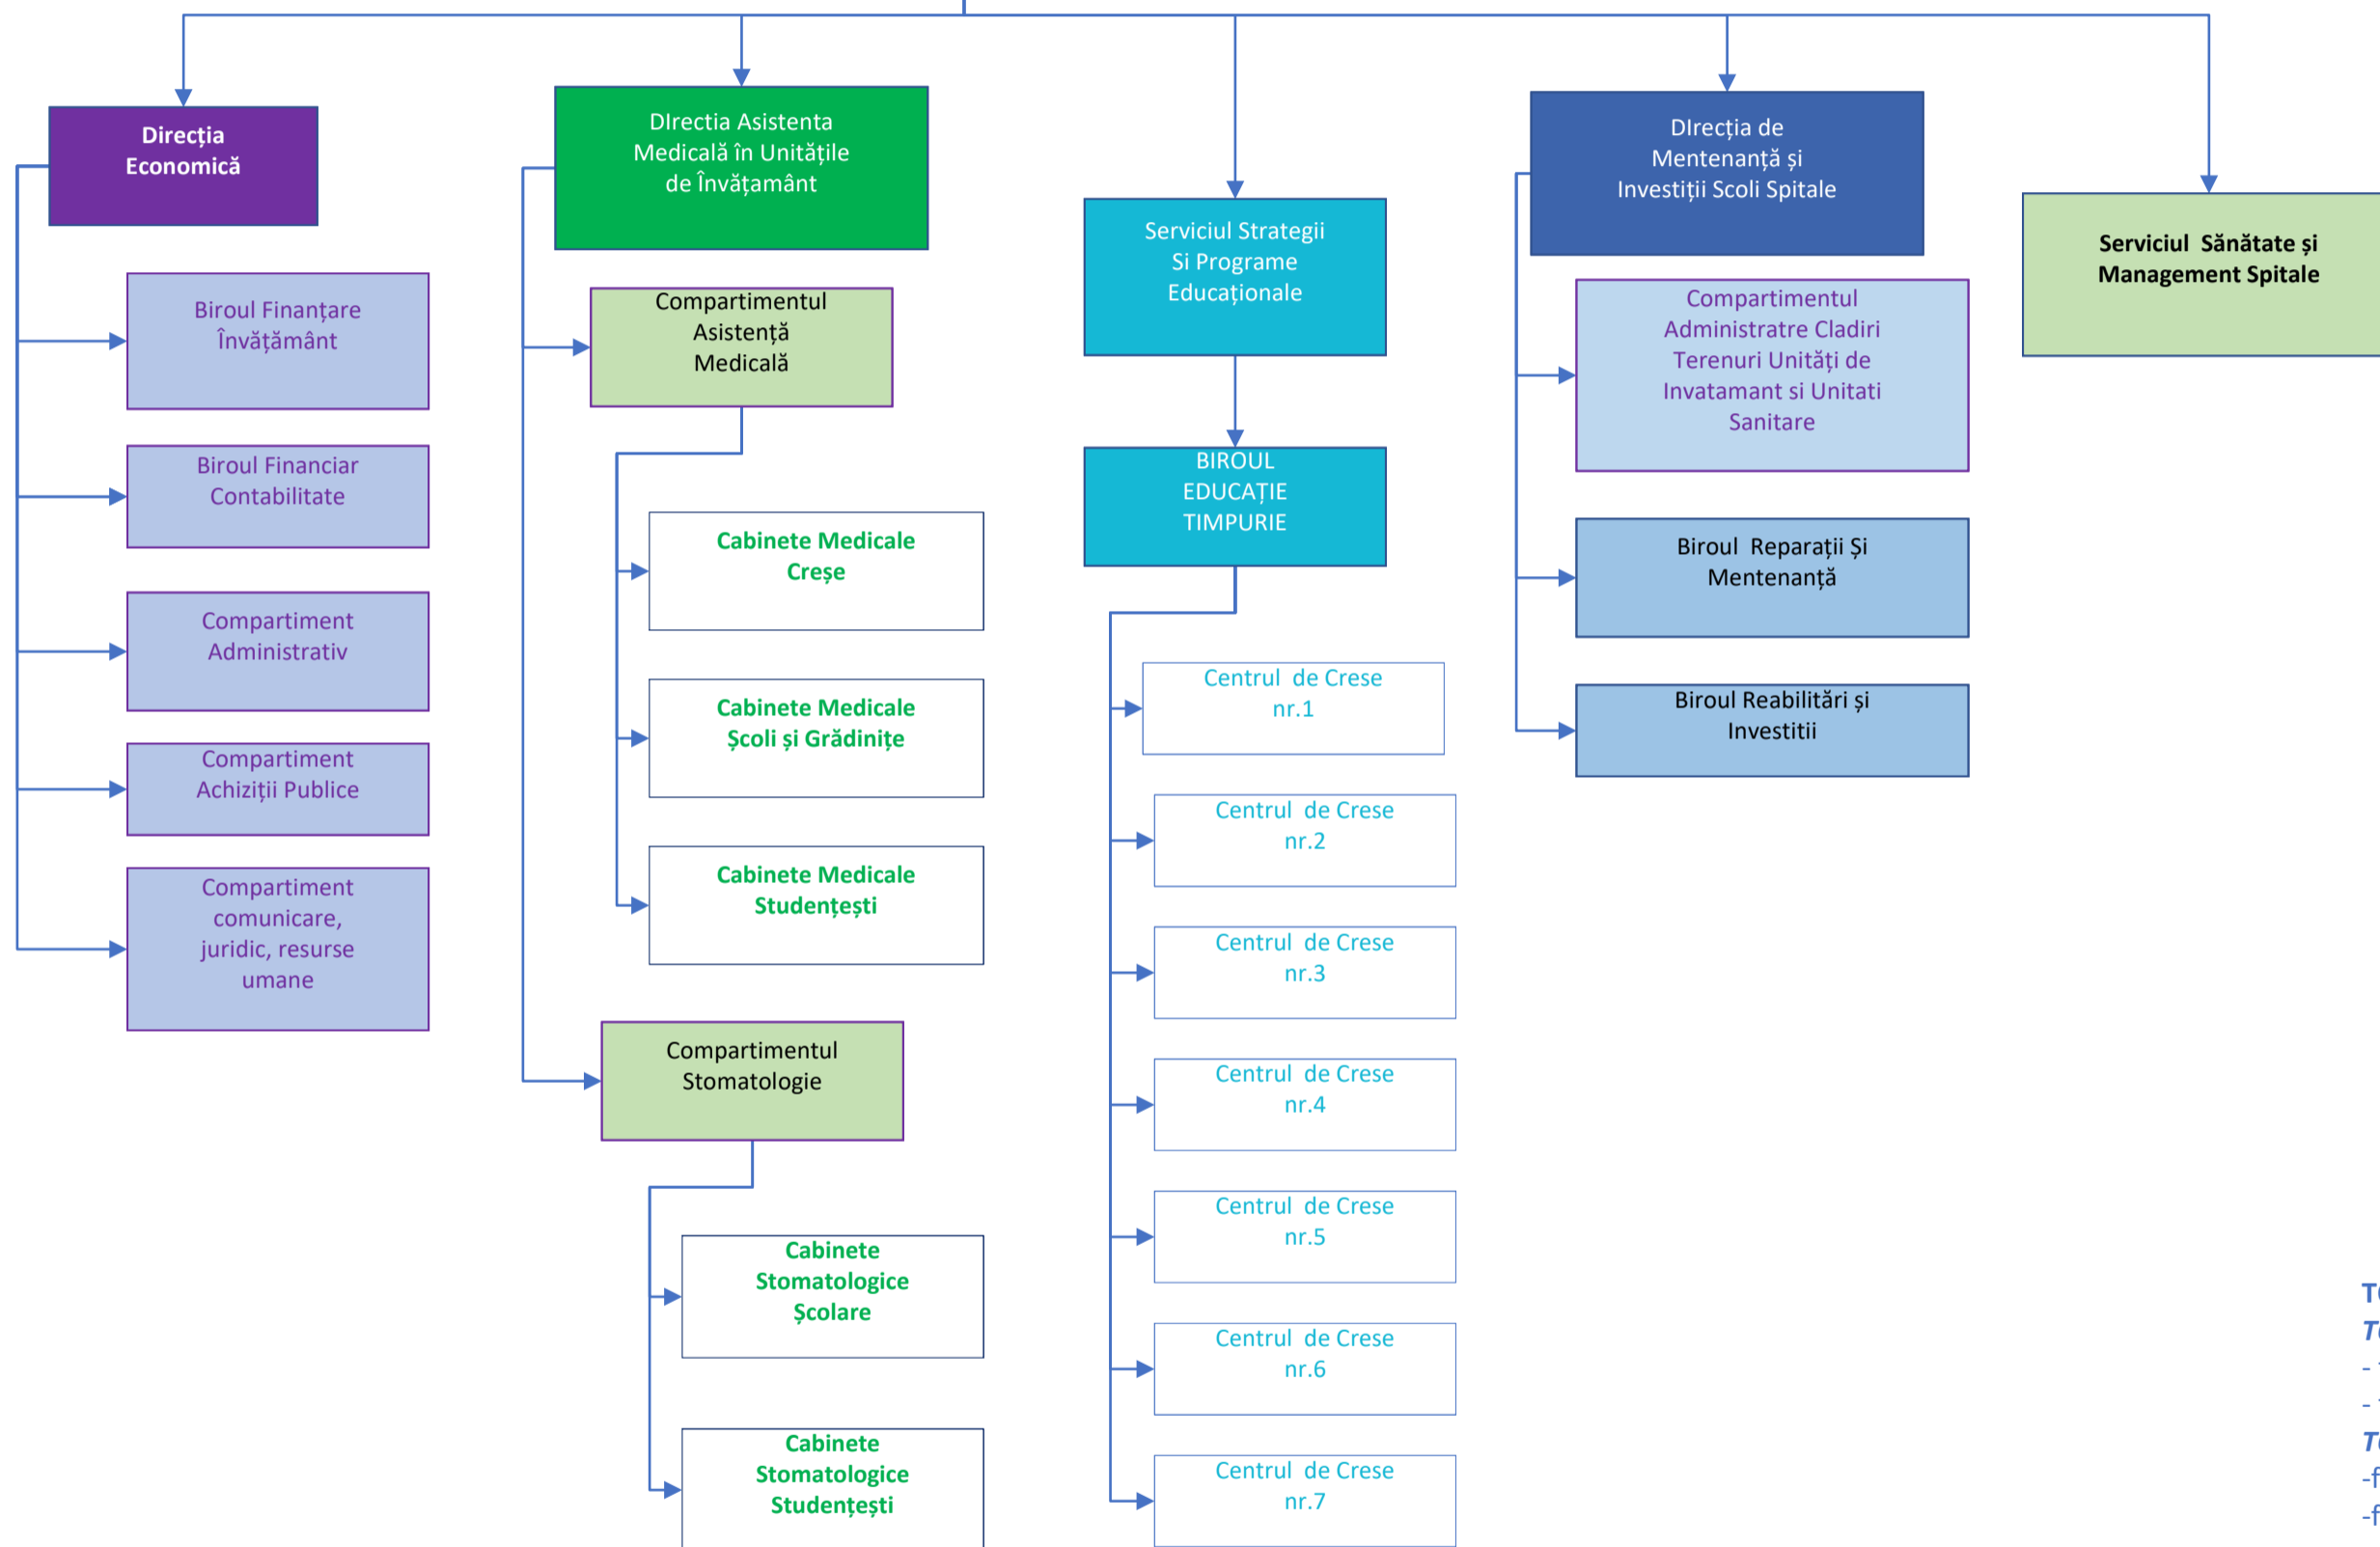 Direcția
Economică
Biroul Finanțare
Învățământ
Biroul Financiar
Contabilitate
Compartiment
Administrativ
Compartiment
Achiziții Publice
Compartiment
comunicare,
juridic, resurse
umane
DIrectia Asistenta
Medicală în Unitățile
de Învățamânt
Compartimentul
Asistență
Medicală
Cabinete Medicale
Creșe
Cabinete Medicale
Școli și Grădinițe
Cabinete Medicale
Studențești
Compartimentul
Stomatologie
Cabinete
Stomatologice
Școlare
Cabinete
Stomatologice
Studențești
Serviciul Strategii
Si Programe
Educaționale
BIROUL
EDUCAȚIE
TIMPURIE
Centrul de Crese
nr.1
Centrul de Crese
nr.2
Centrul de Crese
nr.3
Centrul de Crese
nr.4
Centrul de Crese
nr.5
Centrul de Crese
nr.6
Centrul de Crese
nr.7
DIrecția de
Mentenanță și
Investiții Scoli Spitale
Compartimentul
Administratre Cladiri
Terenuri Unități de
Invatamant si Unitati
Sanitare
Biroul Reparații Și
Mentenanță
Biroul Reabilitări și
Investitii
Serviciul Sănătate și
Management Spitale